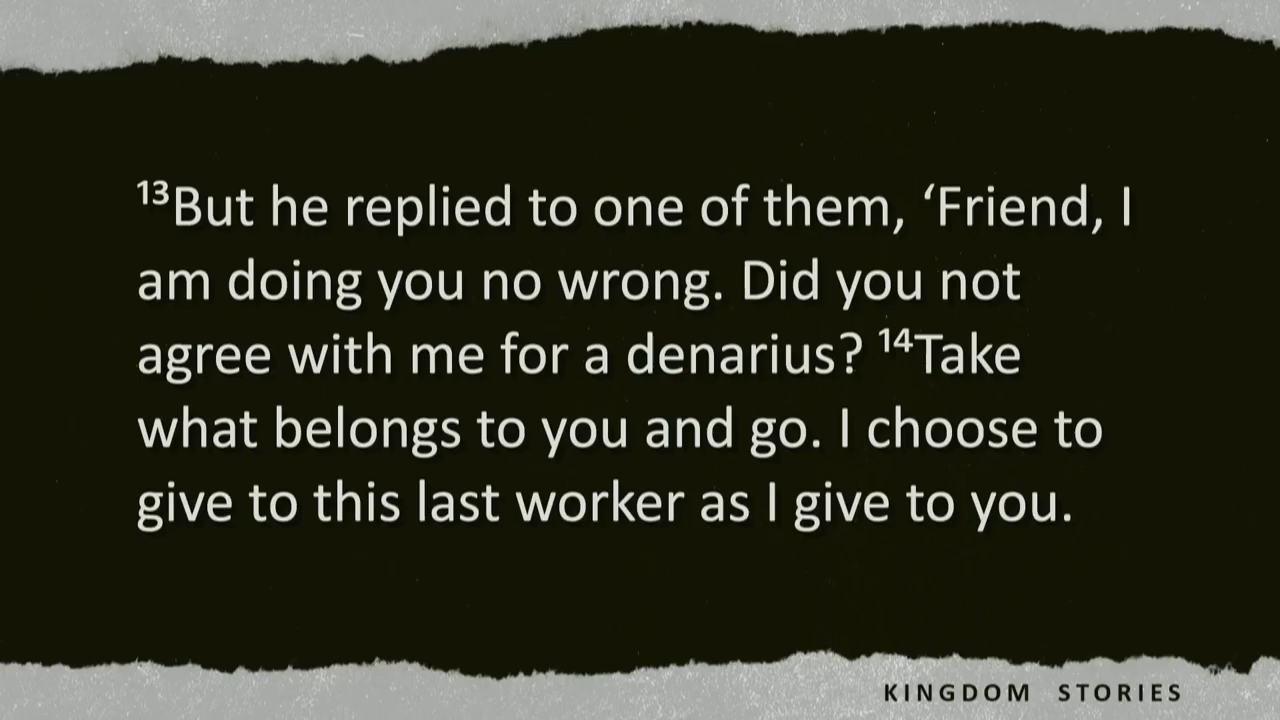 ¹³But he replied to one of them, ‘Friend, I
am doing you no wrong. Did you not
agree with me for a denarius? ¹⁴Take
what belongs to you and go. I choose to
give to this last worker as I give to you.
KINGDOM STORIES